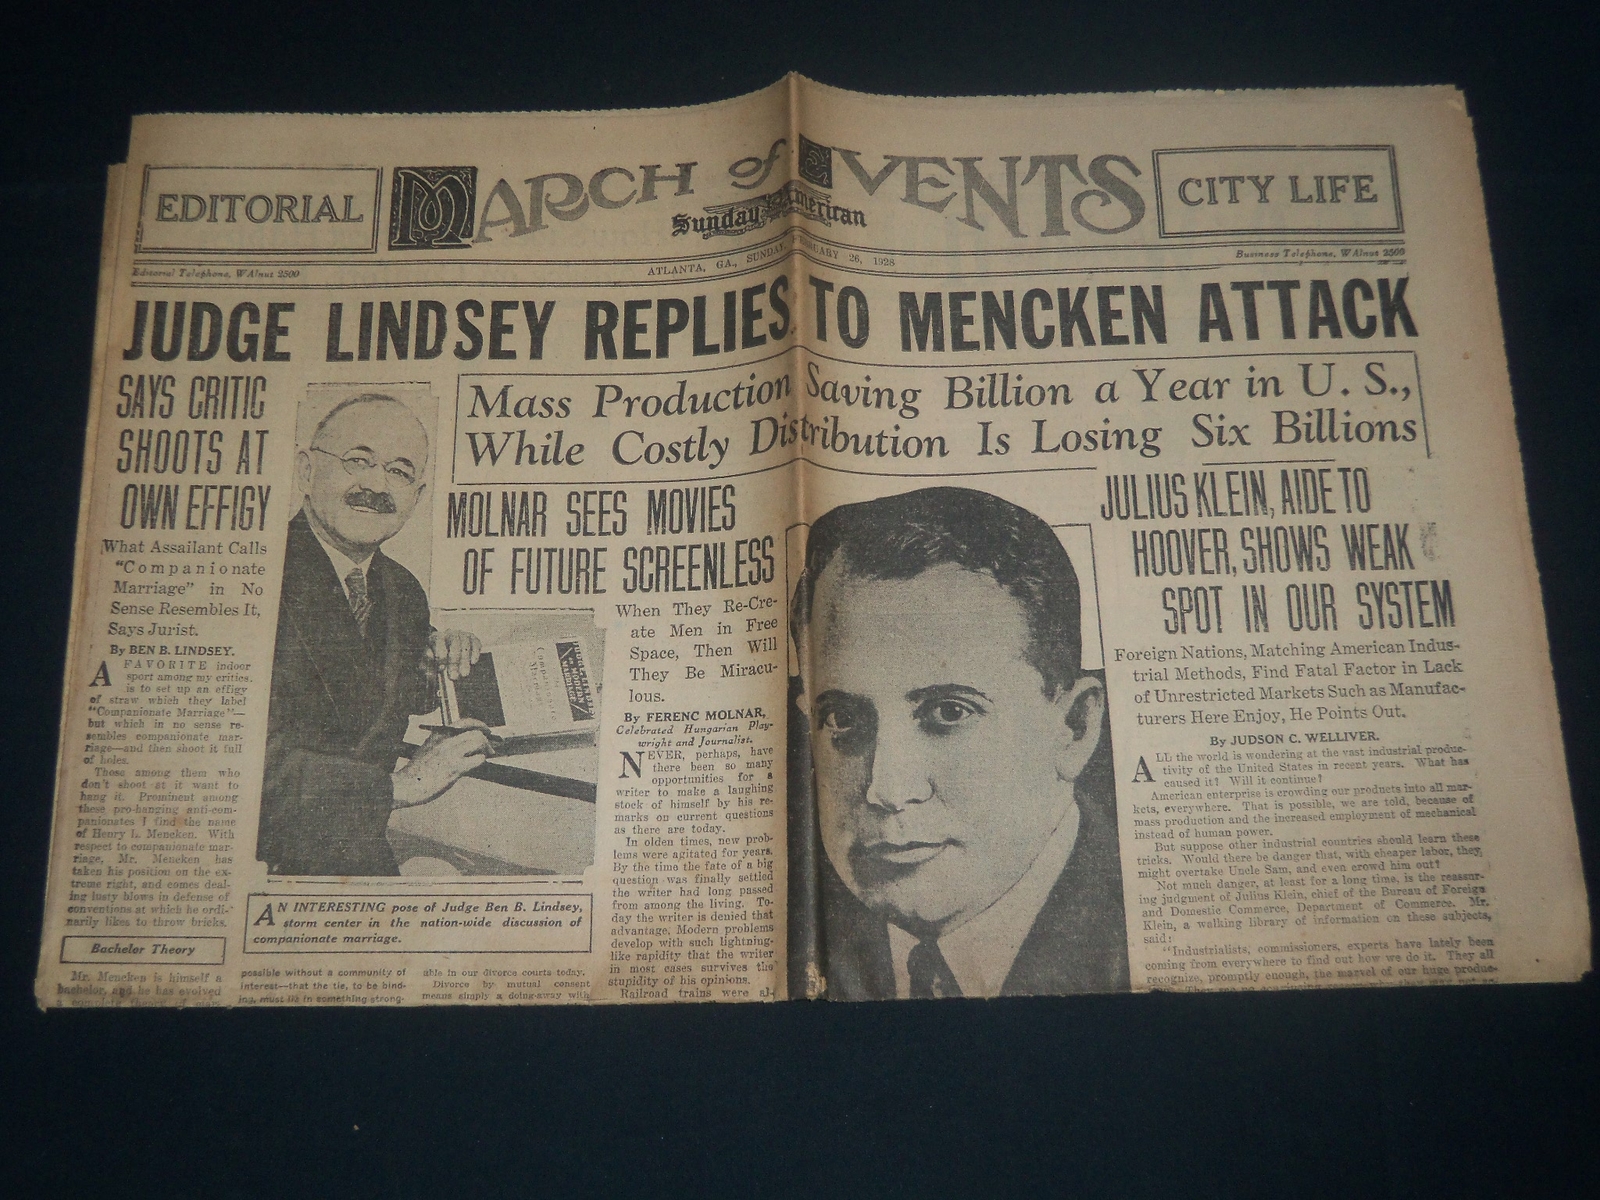 EDITORIAL
MARCH of EVENTS
Sunday American
CITY LIFE
Editorial Telephone, WAlnut 2500
ATLANTA, GA., SUNDAY, FEBRUARY 26, 1928
Business Telephone, WAlnut 2500
JUDGE LINDSEY REPLIES TO MENCKEN ATTACK
SAYS CRITIC
SHOOTS AT
OWN EFFIGY
What Assailant Calls
"Companionate
Marriage" in No
Sense Resembles It,
Says Jurist.
By BEN B. LINDSEY.
A FAVORITE indoor
sport among my critics
is to set up an effigy
of straw which they label
"Companionate Marriage"—
but which in no sense re-
sembles companionate mar-
riage—and then shoot it full
of holes.
Those among them who
don't shoot at it want to
hang it. Prominent among
these pro-hanging anti-com-
panionates I find the name
of Henry L. Mencken. With
respect to companionate mar-
riage, Mr. Mencken has
taken his position on the ex-
treme right, and comes deal-
ing lusty blows in defense of
conventions at which he ordi-
narily likes to throw bricks.
Bachelor Theory
Mr. Mencken is himself a
bachelor, and he has evolved
a complete theory of
AN INTERESTING pose of Judge Ben B. Lindsey,
storm center in the nation-wide discussion of
companionate marriage.
possible without a community of
interest—that the tie, to be bind-
ing, must lie in something strong-
able in our divorce courts today.
Divorce by mutual consent
means simply a doing-away with
Mass Production Saving Billion a Year in U. S.,
While Costly Distribution Is Losing Six Billions
MOLNAR SEES MOVIES
OF FUTURE SCREENLESS
When They Re-Cre-
ate Men in Free
Space, Then Will
They Be Miracu-
lous.
By FERENC MOLNAR,
Celebrated Hungarian Play-
wright and Journalist.
NEVER, perhaps, have
there been so many
opportunities for a
writer to make a laughing
stock of himself by his re-
marks on current questions
as there are today.
In olden times, new prob-
lems were agitated for years.
By the time the fate of a big
question was finally settled
the writer had long passed
from among the living. To-
day the writer is denied that
advantage. Modern problems
develop with such lightning-
like rapidity that the writer
in most cases survives the
stupidity of his opinions.
Railroad trains were al-
JULIUS KLEIN, AIDE TO
HOOVER, SHOWS WEAK
SPOT IN OUR SYSTEM
Foreign Nations, Matching American Indus-
trial Methods, Find Fatal Factor in Lack
of Unrestricted Markets Such as Manufac-
turers Here Enjoy, He Points Out.
By JUDSON C. WELLIVER.
ALL the world is wondering at the vast industrial produc-
tivity of the United States in recent years. What has
caused it? Will it continue?
American enterprise is crowding our products into all mar-
kets, everywhere. That is possible, we are told, because of
mass production and the increased employment of mechanical
instead of human power.
But suppose other industrial countries should learn these
tricks. Would there be danger that, with cheaper labor, they
might overtake Uncle Sam, and even crowd him out?
Not much danger, at least for a long time, is the reassur-
ing judgment of Julius Klein, chief of the Bureau of Foreign
and Domestic Commerce, Department of Commerce. Mr.
Klein, a walking library of information on these subjects,
said:
"Industrialists, commissioners, experts have lately been
coming from everywhere to find out how we do it. They all
recognize, promptly enough, the marvel of our huge produc-